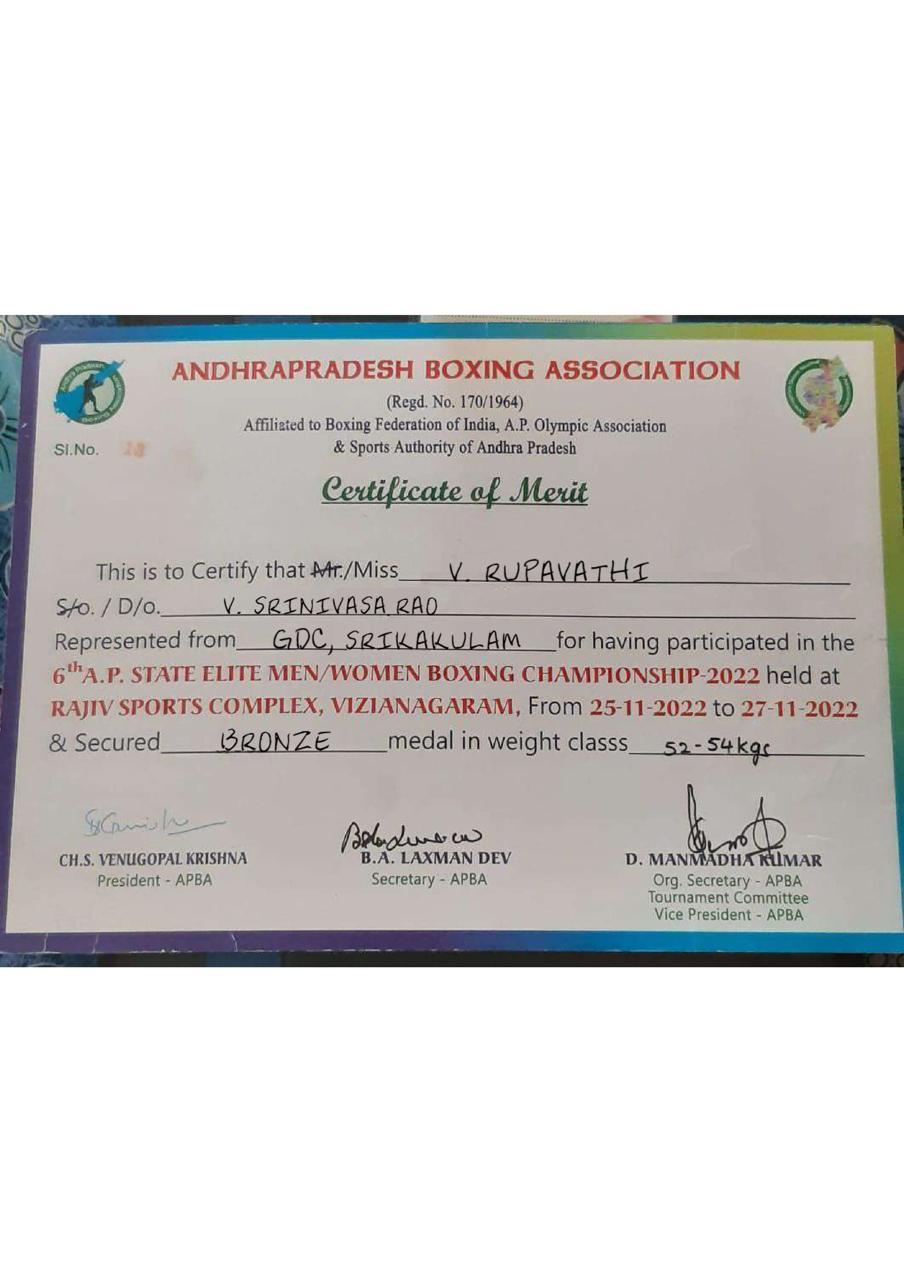 ANDHRAPRADESH BOXING ASSOCIATION
(Regd. No. 170/1964)
Affiliated to Boxing Federation of India, A.P. Olympic Association
& Sports Authority of Andhra Pradesh
Sl.No.
Certificate of Merit
This is to Certify that Mr./Miss V. RUPAVATHI
S/o. / D/o. V. SRINIVASA RAO
Represented from GDC, SRIKAKULAM for having participated in the
6th A.P. STATE ELITE MEN/WOMEN BOXING CHAMPIONSHIP-2022 held at
RAJIV SPORTS COMPLEX, VIZIANAGARAM, From 25-11-2022 to 27-11-2022
& Secured BRONZE medal in weight classs 52-54kgs
CH.S. VENUGOPAL KRISHNA
President - APBA
B.A. LAXMAN DEV
Secretary - APBA
D. MANMADHA KUMAR
Org. Secretary - APBA
Tournament Committee
Vice President - APBA